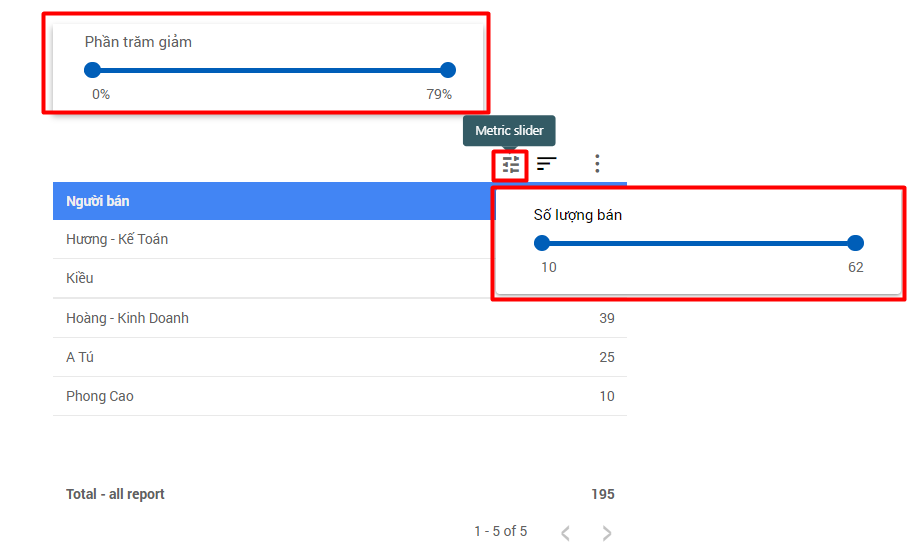 Phần trăm giảm
0% 79%
Metric slider
Người bán
Số lượng bán
10 62
Hương - Kế Toán
Kiều
Hoàng - Kinh Doanh 39
A Tú 25
Phong Cao 10
Total - all report 195
1 - 5 of 5